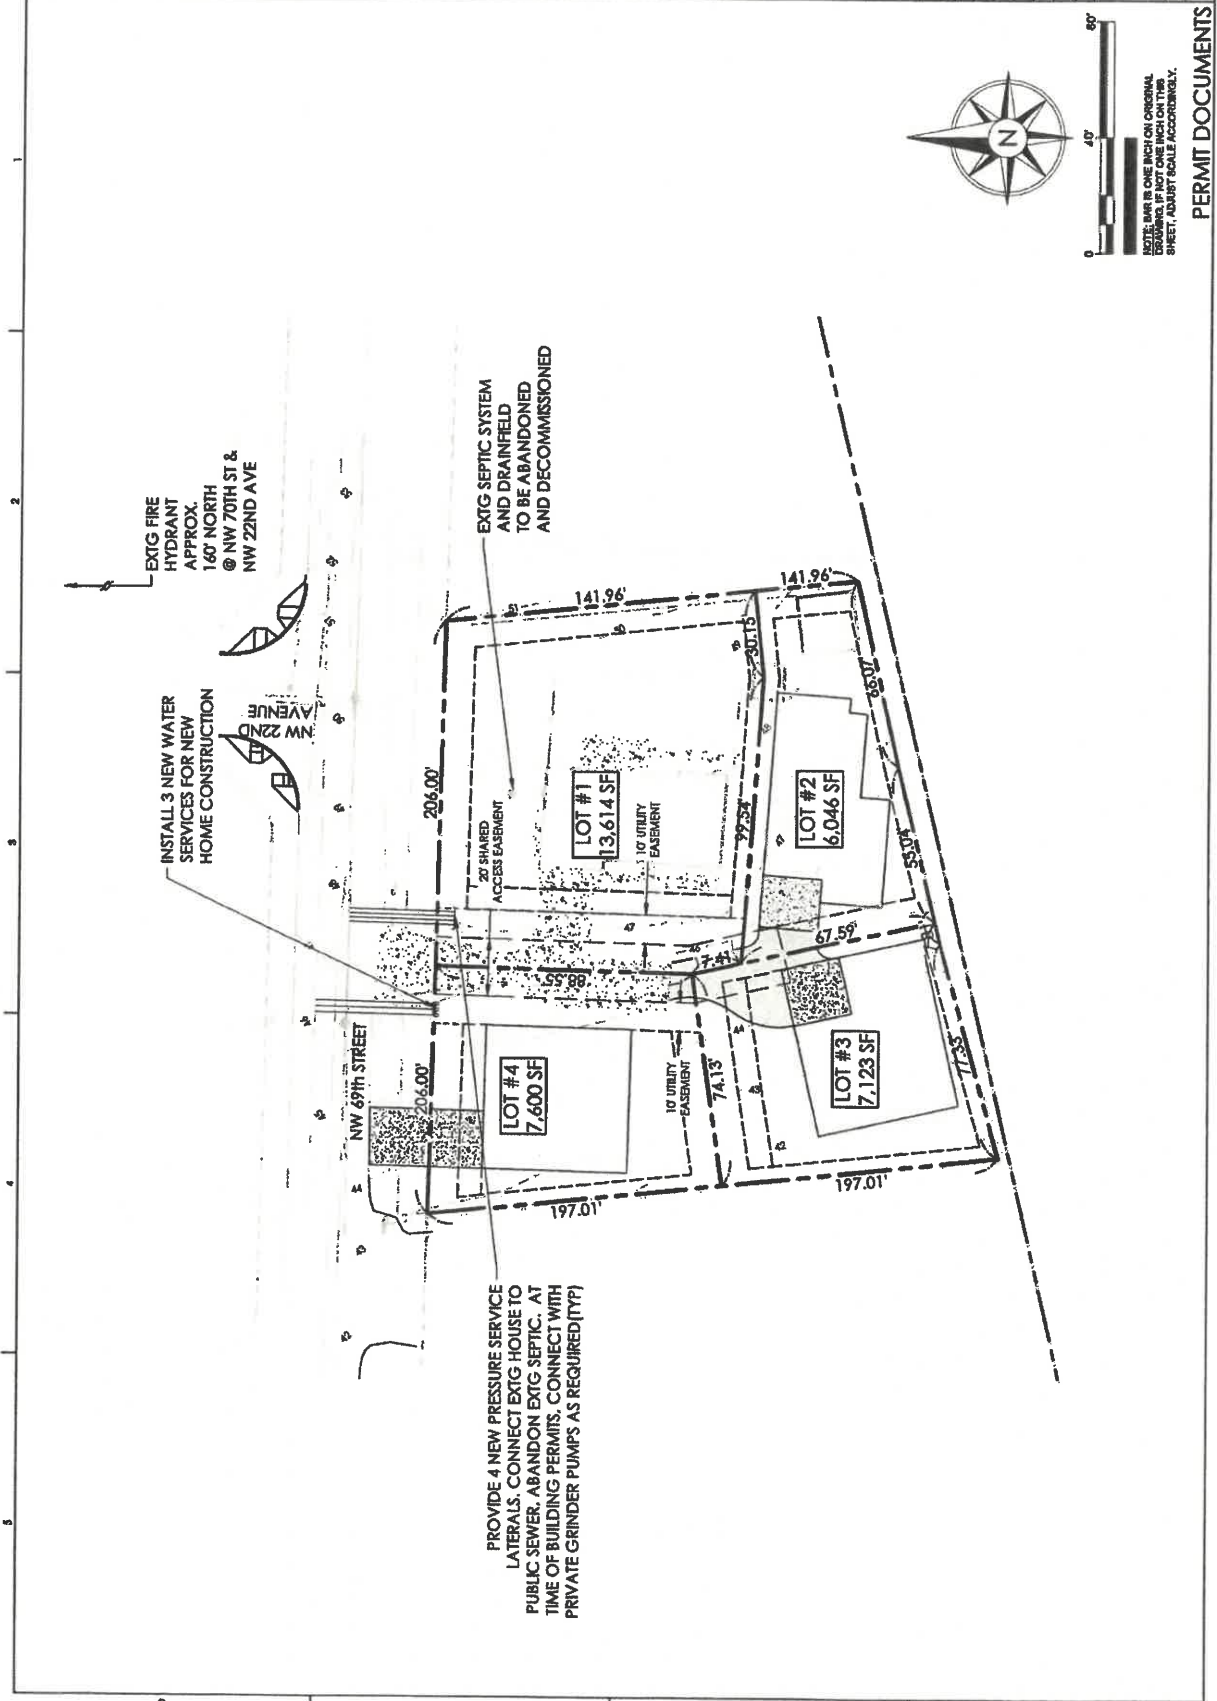 INSTALL 3 NEW WATER
SERVICES FOR NEW
HOME CONSTRUCTION
EXTG FIRE
HYDRANT
APPROX.
160' NORTH
@ NW 70TH ST &
NW 22ND AVE
NW 22ND
AVENUE
NW 69th STREET
EXTG SEPTIC SYSTEM
AND DRAINFIELD
TO BE ABANDONED
AND DECOMMISSIONED
PROVIDE 4 NEW PRESSURE SERVICE
LATERALS. CONNECT EXTG HOUSE TO
PUBLIC SEWER. ABANDON EXTG SEPTIC. AT
TIME OF BUILDING PERMITS, CONNECT WITH
PRIVATE GRINDER PUMPS AS REQUIRED(TYP)
206.00'
206.00'
20' SHARED
ACCESS EASEMENT
LOT #1
13,614 SF
10' UTILITY
EASEMENT
141.96'
141.96'
30.15
99.54'
88.55'
7.41
LOT #2
6,046 SF
66.07
55.04
67.59'
LOT #3
7,123 SF
77.33'
LOT #4
7,600 SF
10' UTILITY
EASEMENT
74.13'
197.01'
197.01'
N
0 40' 80'
NOTE: BAR IS ONE INCH ON ORIGINAL
DRAWING. IF NOT ONE INCH ON THIS
SHEET, ADJUST SCALE ACCORDINGLY.
PERMIT DOCUMENTS
1
2
3
4
5